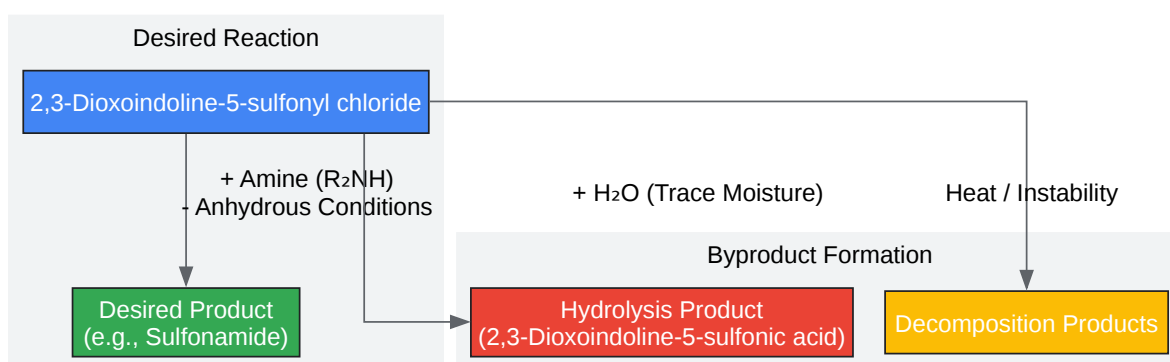 Desired Reaction
2,3-Dioxoindoline-5-sulfonyl chloride
+ Amine (R₂NH)
- Anhydrous Conditions
+ H₂O (Trace Moisture)
Heat / Instability
Byproduct Formation
Desired Product
(e.g., Sulfonamide)
Hydrolysis Product
(2,3-Dioxoindoline-5-sulfonic acid)
Decomposition Products